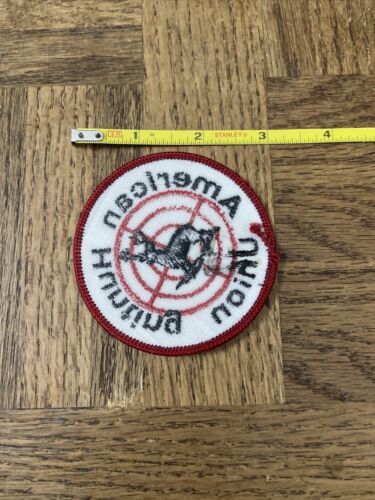 1 STANLEY 2 3 4
American
Hunting
Union